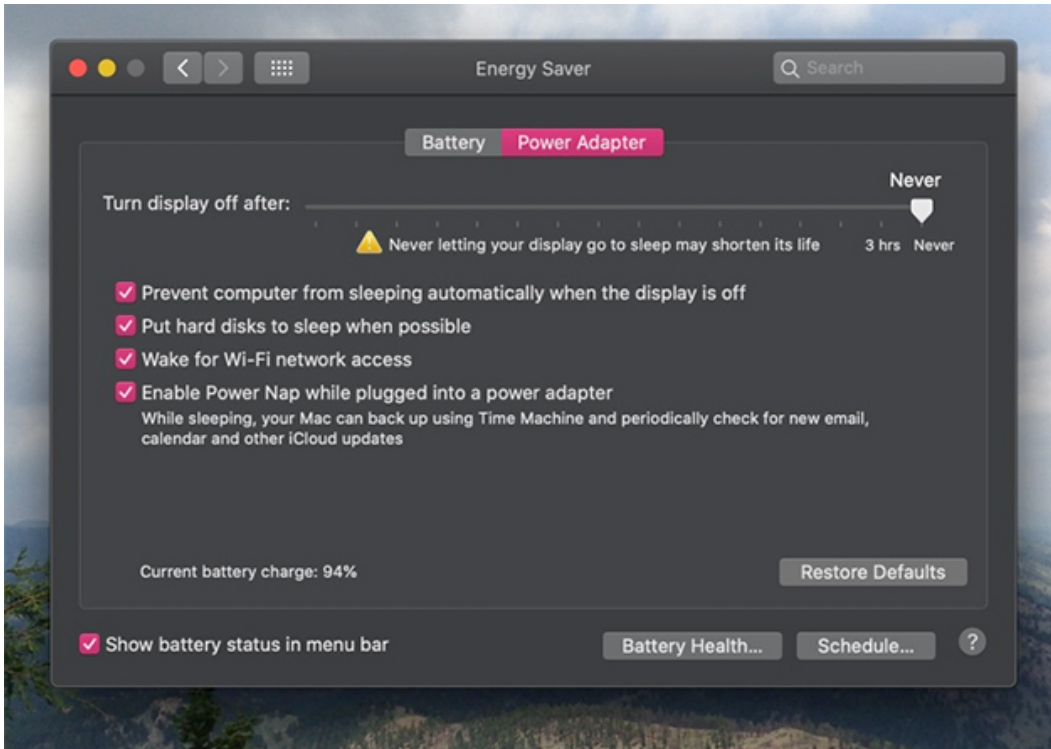 Energy Saver
Search
Battery
Power Adapter
Never
Turn display off after:
Never letting your display go to sleep may shorten its life
3 hrs
Never
Prevent computer from sleeping automatically when the display is off
Put hard disks to sleep when possible
Wake for Wi-Fi network access
Enable Power Nap while plugged into a power adapter
While sleeping, your Mac can back up using Time Machine and periodically check for new email,
calendar and other iCloud updates
Current battery charge: 94%
Restore Defaults
Show battery status in menu bar
Battery Health...
Schedule...
?